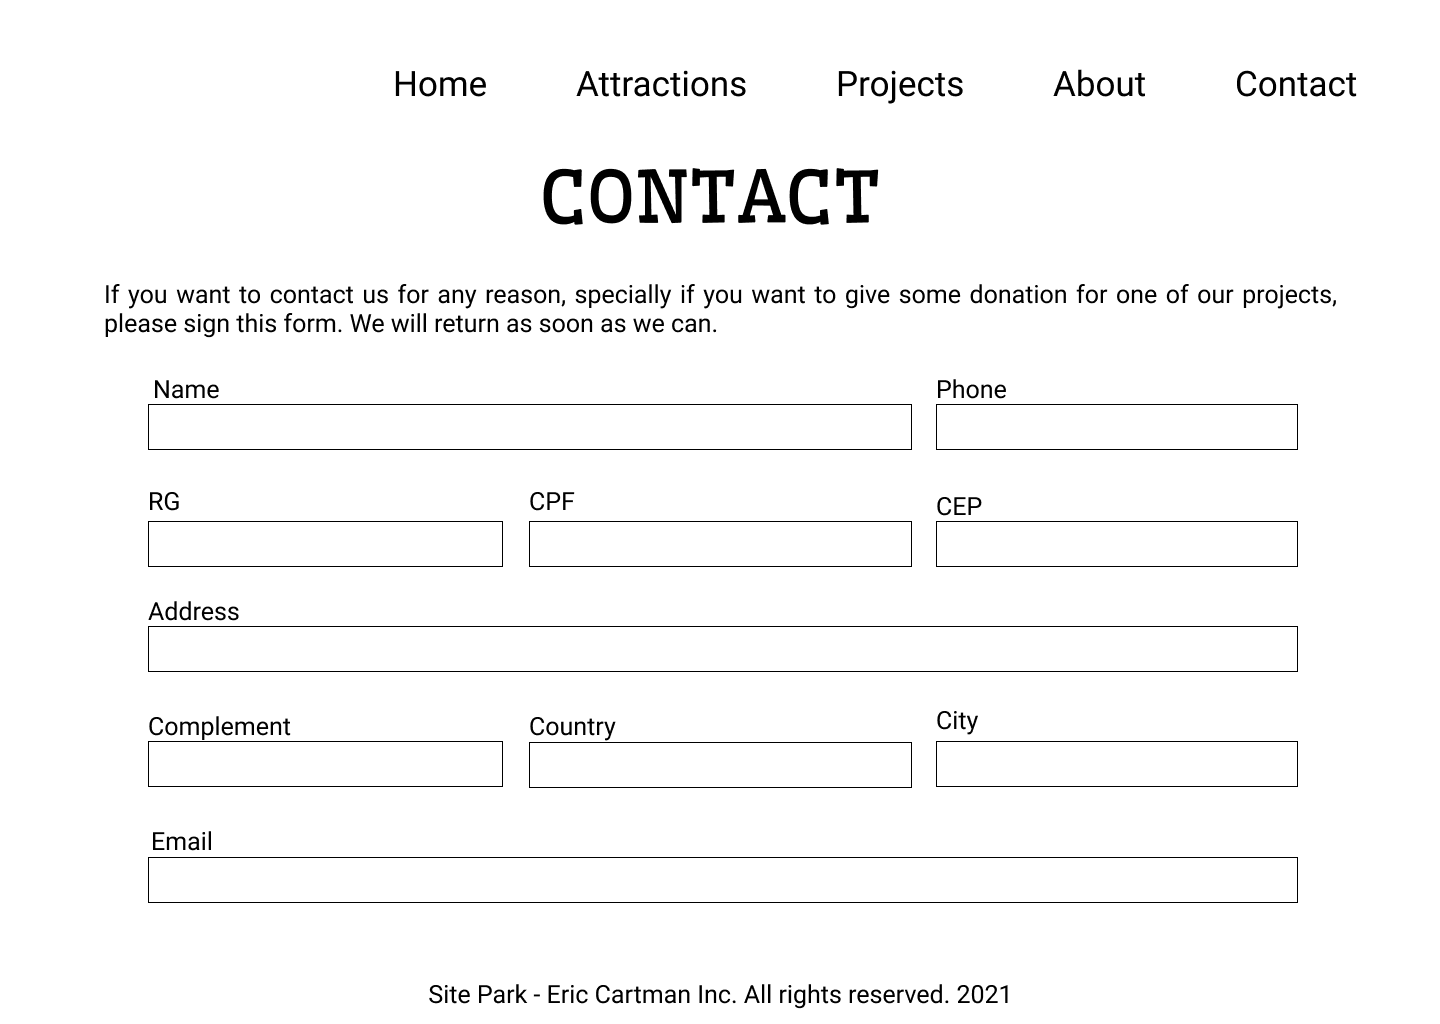 Home Attractions Projects About Contact
CONTACT
If you want to contact us for any reason, specially if you want to give some donation for one of our projects,
please sign this form. We will return as soon as we can.
Name Phone
RG CPF CEP
Address
Complement Country City
Email
Site Park - Eric Cartman Inc. All rights reserved. 2021